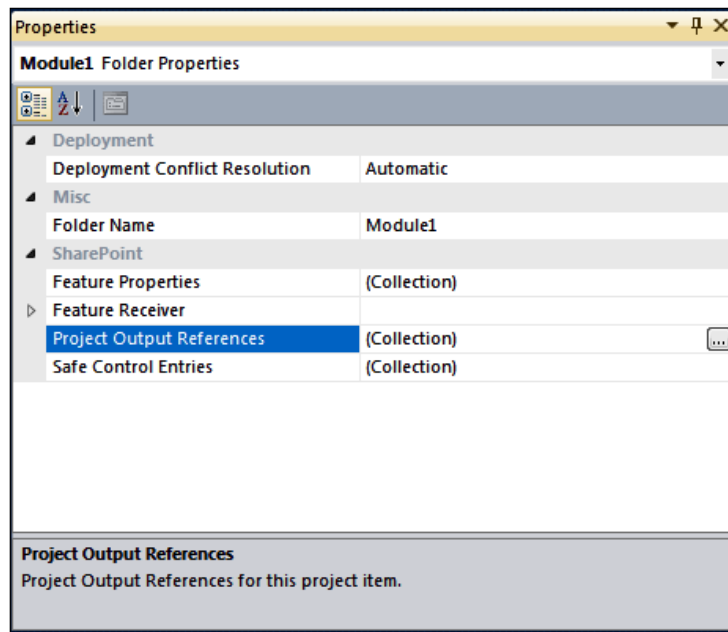 Properties
Module1 Folder Properties
Deployment
Deployment Conflict Resolution Automatic
Misc
Folder Name Module1
SharePoint
Feature Properties (Collection)
Feature Receiver
Project Output References (Collection) ...
Safe Control Entries (Collection)
Project Output References
Project Output References for this project item.